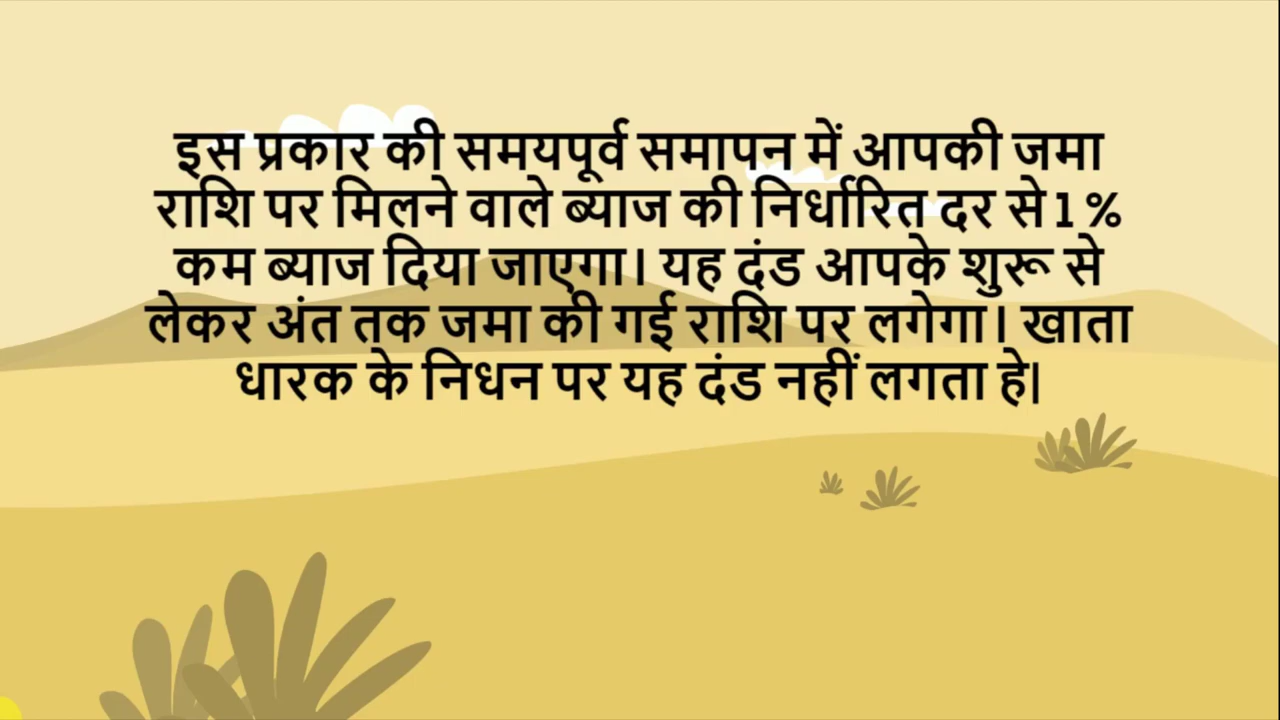 इस प्रकार की समयपूर्व समापन में आपकी जमा
राशि पर मिलने वाले ब्याज की निर्धारित दर से 1%
कम ब्याज दिया जाएगा। यह दंड आपके शुरू से
लेकर अंत तक जमा की गई राशि पर लगेगा। खाता
धारक के निधन पर यह दंड नहीं लगता हे।